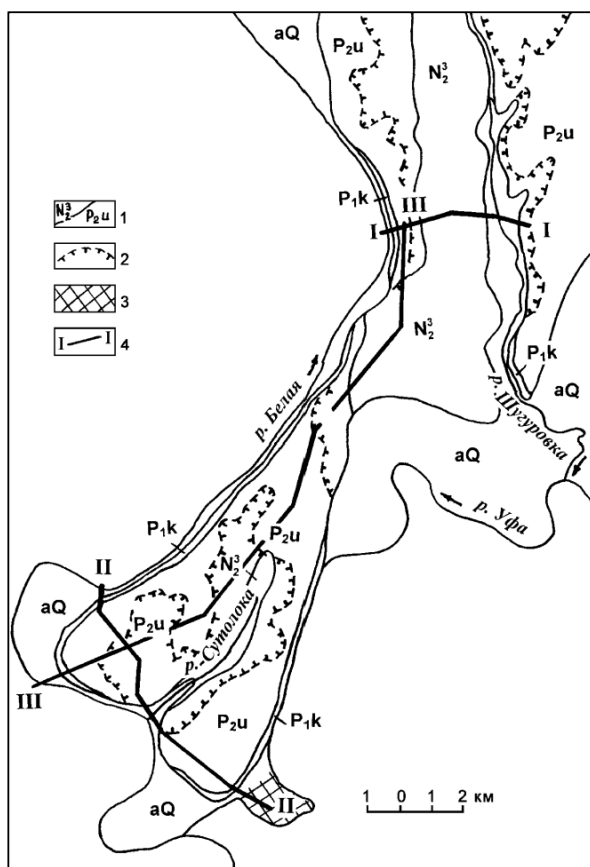 aQ
P₂u
N₂³
P₂u
P₁k
III
I
I
N₂³ P₂u 1
2
3
I — I 4
N₂³
P₁k
р. Белая
р. Шугуровка
aQ
aQ
р. Уфа
P₁k
P₂u
II
N₂³
aQ
P₂u
р. Сутолока
III
P₂u
P₁k
aQ
II
1 0 1 2 км